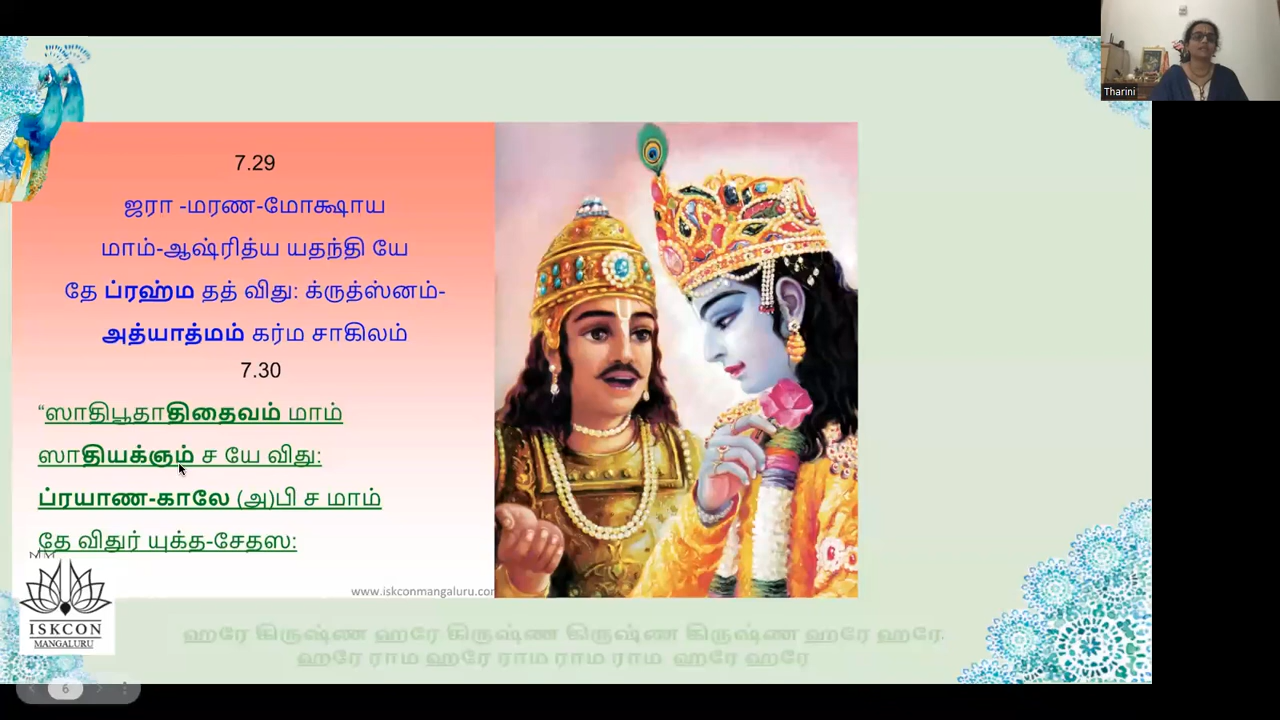 Tharini
7.29
ஜரா -மரண-மோக்ஷாய
மாம்-ஆஷ்ரித்ய யதந்தி யே
தே ப்ரஹ்ம தத் விது: க்ருத்ஸ்னம்-
அத்யாத்மம் கர்ம சாகிலம்
7.30
“ஸாதிபூதாதிதைவம் மாம்
ஸாதியக்ஞம் ச யே விது:
ப்ரயாண-காலே (அ)பி ச மாம்
தே விதுர் யுக்த-சேதஸ:
www.iskconmangaluru.com
ISKCON
MANGALURU
ஹரே கிருஷ்ண ஹரே கிருஷ்ண கிருஷ்ண கிருஷ்ண ஹரே ஹரே.
ஹரே ராம ஹரே ராம ராம ராம ஹரே ஹரே
6